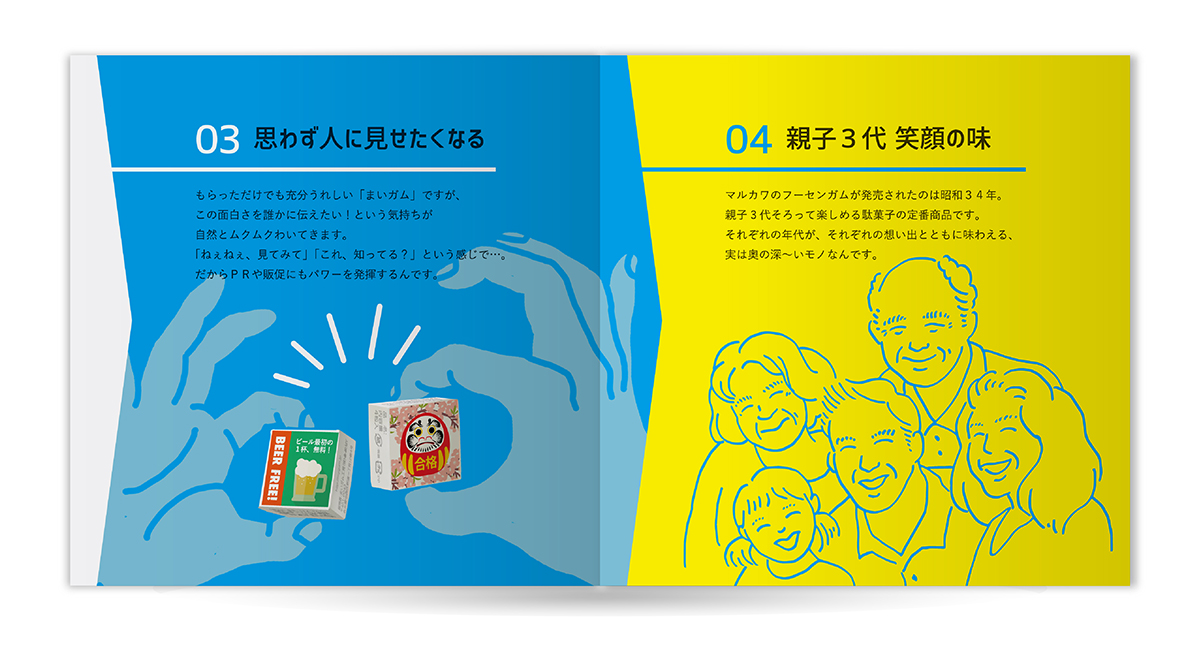 03 思わず人に見せたくなる
もらっただけでも充分うれしい「まいガム」ですが、
この面白さを誰かに伝えたい！という気持ちが
自然とムクムクわいてきます。
「ねぇねぇ、見てみて」「これ、知ってる？」という感じで…。
だからＰＲや販促にもパワーを発揮するんです。
ビール最初の
1杯、無料！
BEER FREE!
合格
04 親子３代 笑顔の味
マルカワのフーセンガムが発売されたのは昭和３４年。
親子３代そろって楽しめる駄菓子の定番商品です。
それぞれの年代が、それぞれの想い出とともに味わえる、
実は奥の深〜いモノなんです。